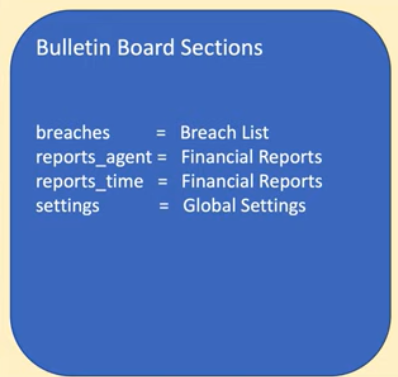 Bulletin Board Sections
breaches = Breach List
reports_agent = Financial Reports
reports_time = Financial Reports
settings = Global Settings